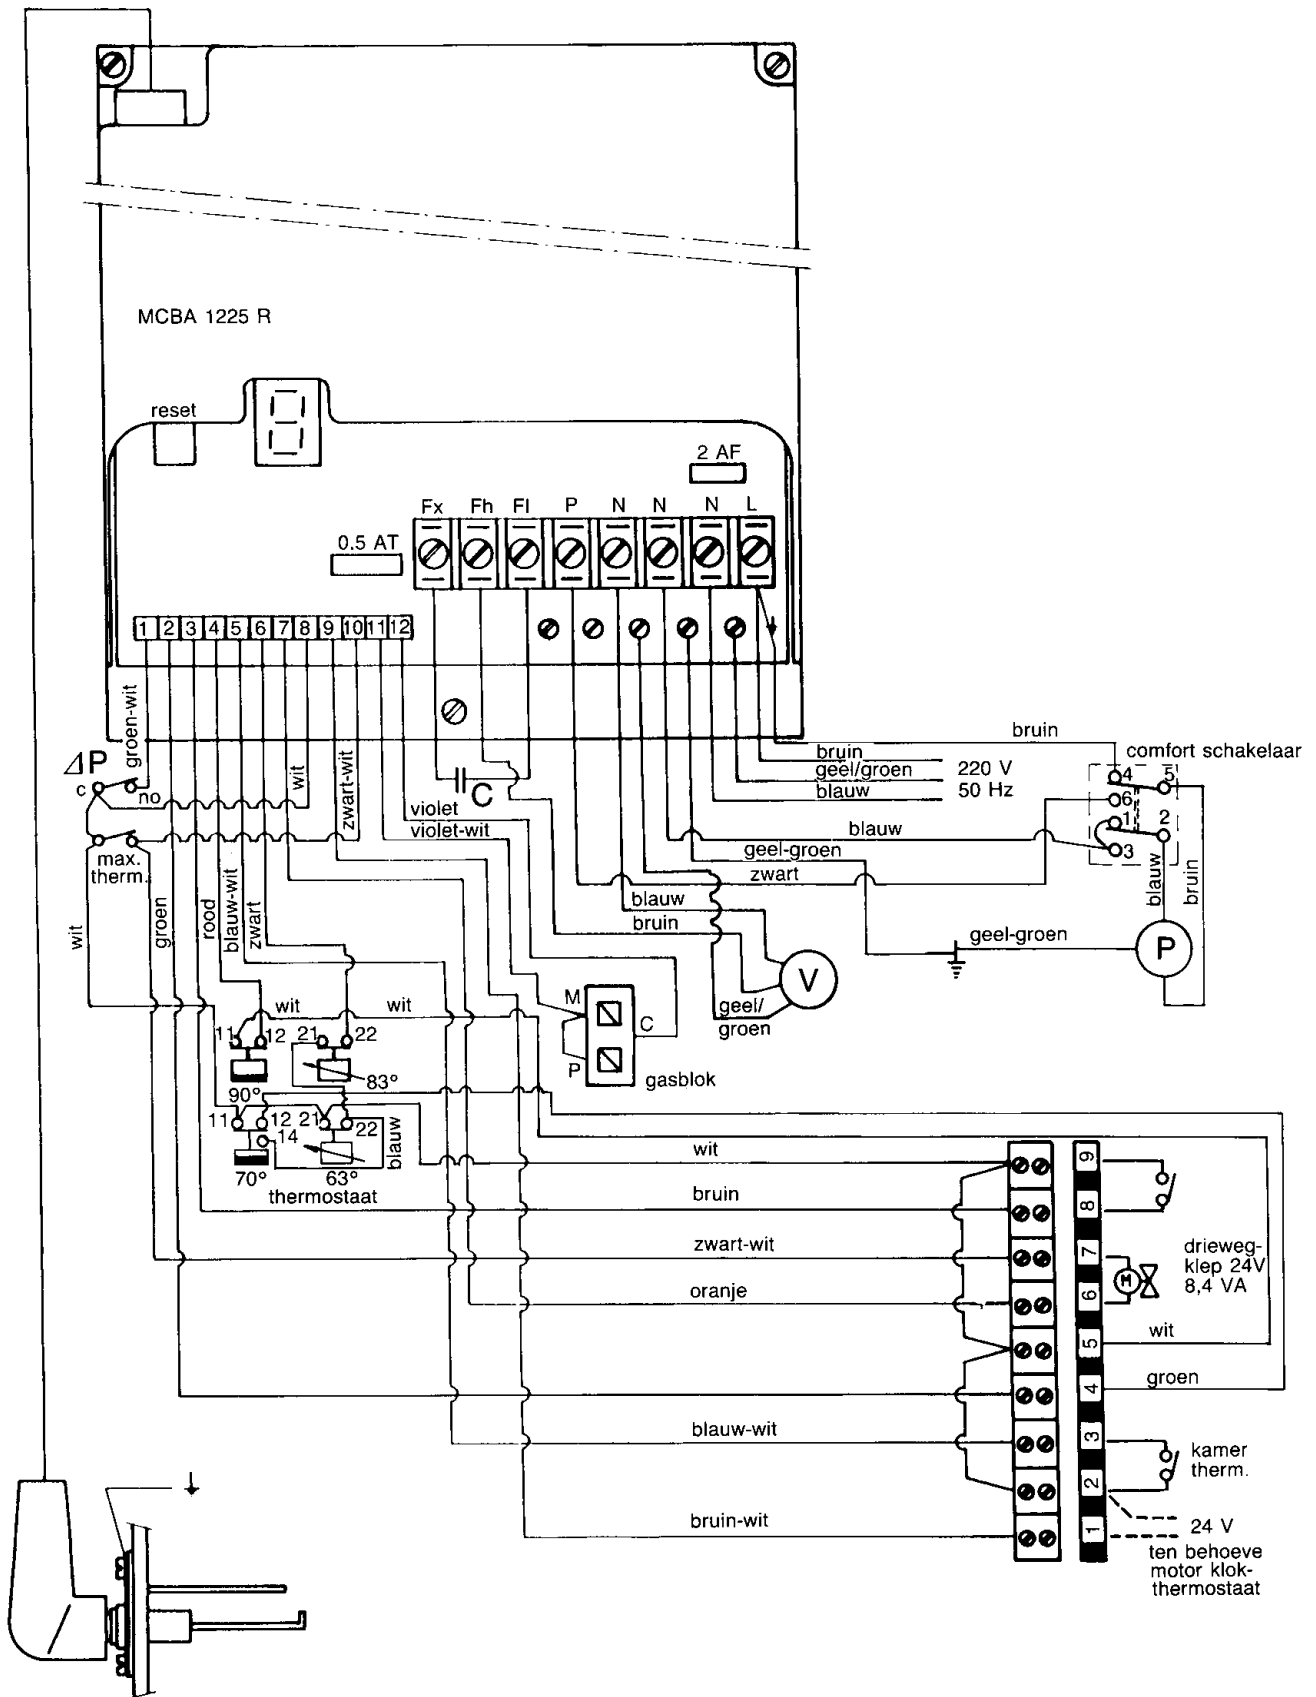 MCBA 1225 R
reset
8
2 AF
Fx Fh Fl P N N N L
0.5 AT
1 2 3 4 5 6 7 8 9 10 11 12
groen-wit
wit
zwart-wit
bruin
bruin
comfort schakelaar
ΔP
c
no
C
geel/groen
220 V
blauw
50 Hz
4 5
6
1 2
3
violet
violet-wit
blauw
max.
therm.
geel-groen
zwart
wit
groen
rood
blauw-wit
zwart
blauw
bruin
blauw
bruin
geel-groen
P
V
geel/
groen
wit
wit
M
C
P
gasblok
11 12 21 22
90°
83°
11 12 21 22
14
blauw
70°
63°
thermostaat
wit
bruin
zwart-wit
oranje
blauw-wit
bruin-wit
9
8
7
6
5
4
3
2
1
drieweg-
klep 24V
8,4 VA
M
wit
groen
kamer
therm.
24 V
ten behoeve
motor klok-
thermostaat